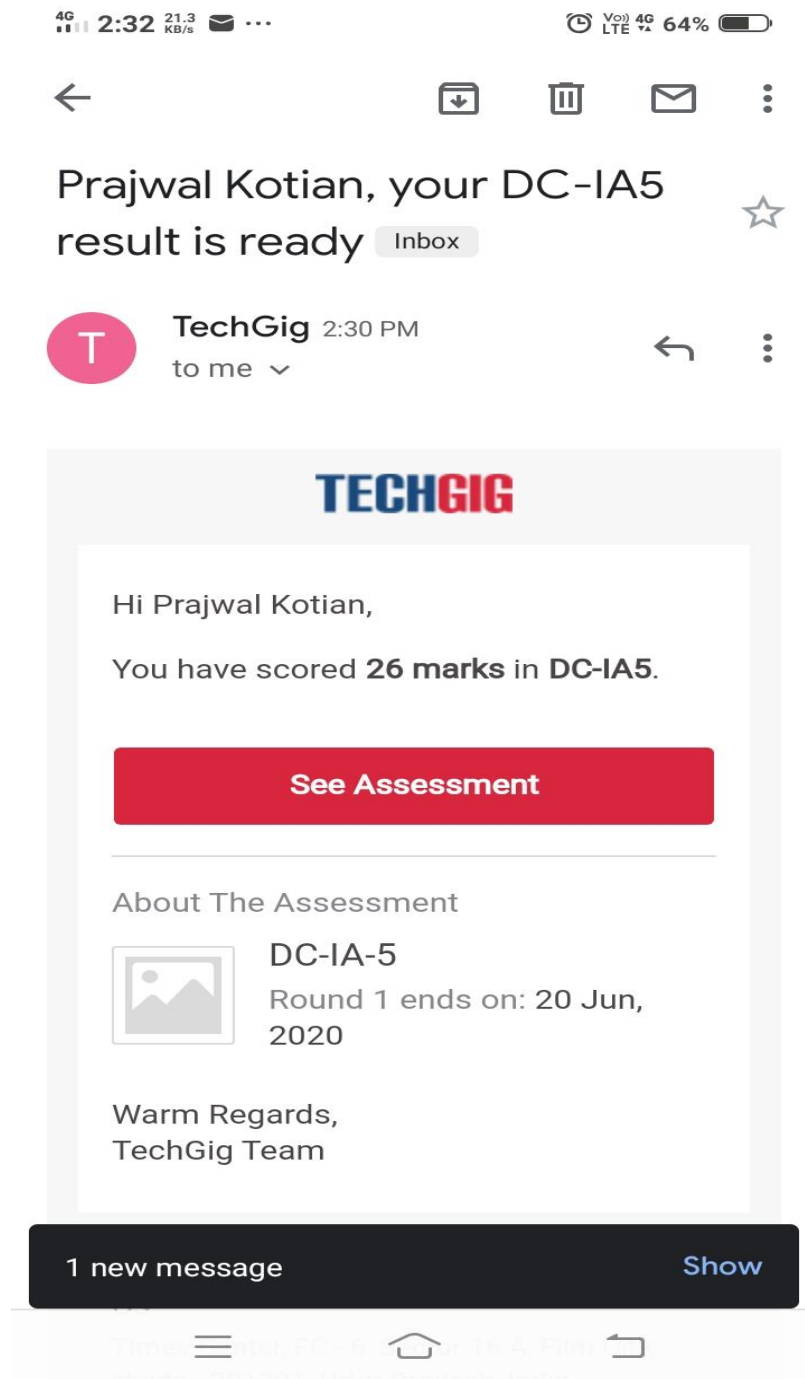 4G 2:32 21.3 KB/s ... VoI) LTE 4G 64%
Prajwal Kotian, your DC-IA5
result is ready Inbox
T TechGig 2:30 PM
to me
TECHGIG
Hi Prajwal Kotian,
You have scored 26 marks in DC-IA5.
See Assessment
About The Assessment
DC-IA-5
Round 1 ends on: 20 Jun,
2020
Warm Regards,
TechGig Team
1 new message Show